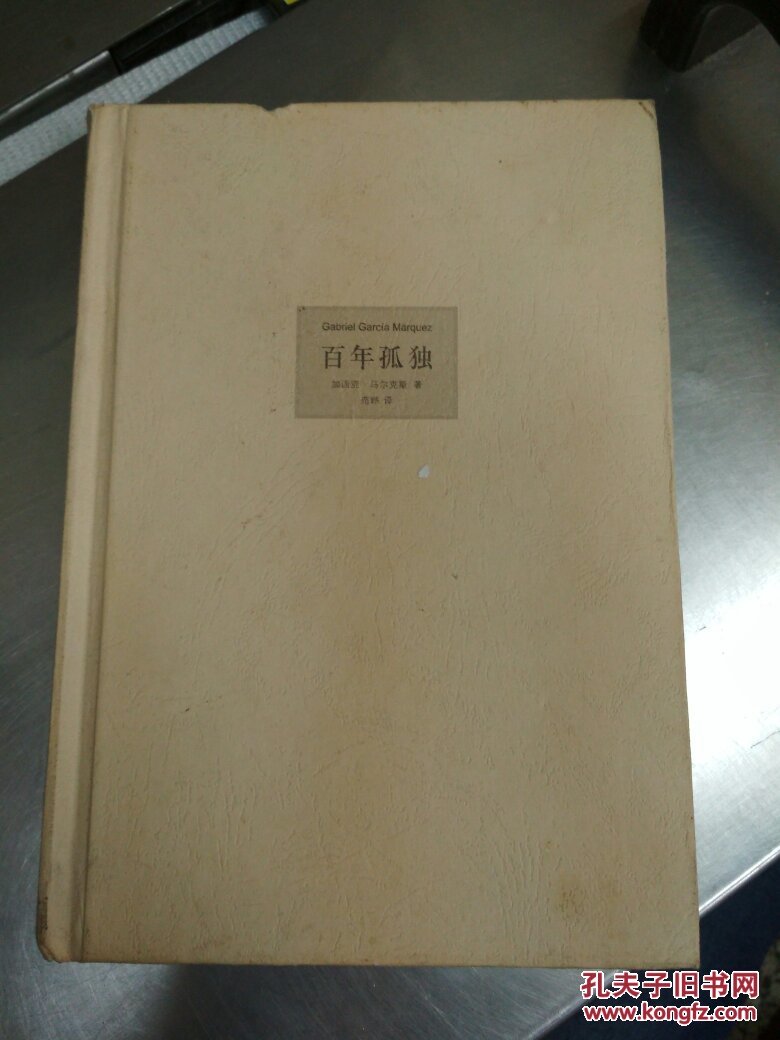 Gabriel García Márquez
百年孤独
加西亚·马尔克斯 著
范晔 译
孔夫子旧书网
www.kongfz.com